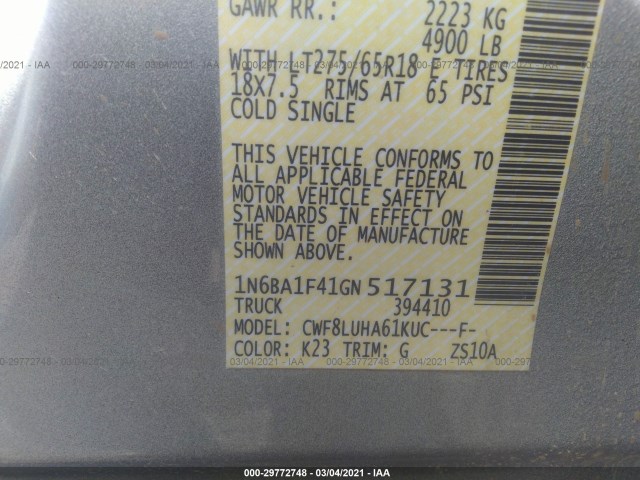 GAWR RR.: 2223 KG
4900 LB
WITH LT275/65R18 E TIRES
18X7.5 RIMS AT 65 PSI
COLD SINGLE
THIS VEHICLE CONFORMS TO
ALL APPLICABLE FEDERAL
MOTOR VEHICLE SAFETY
STANDARDS IN EFFECT ON
THE DATE OF MANUFACTURE
SHOWN ABOVE.
1N6BA1F41GN517131
TRUCK 394410
MODEL: CWF8LUHA61KUC---F-
COLOR: K23 TRIM: G ZS10A
000-29772748 - 03/04/2021 - IAA